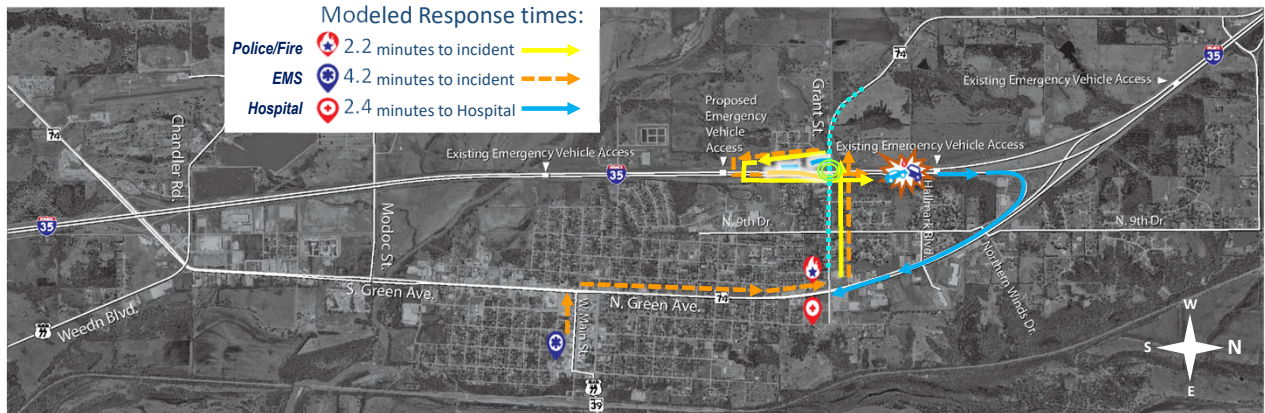 Modeled Response times:
Police/Fire 2.2 minutes to incident
EMS 4.2 minutes to incident
Hospital 2.4 minutes to Hospital
74
35
Existing Emergency Vehicle Access
Grant St.
Proposed
Emergency
Vehicle
Access
Chandler Rd.
74
Existing Emergency Vehicle Access
Existing Emergency Vehicle Access
35
35
Hallmark Blvd.
N. 9th Dr.
N. 9th Dr.
Modoc St.
Northern Winds Dr.
S. Green Ave.
N. Green Ave.
74
Weedn Blvd.
77
W. Main St.
77
39
W
S
N
E